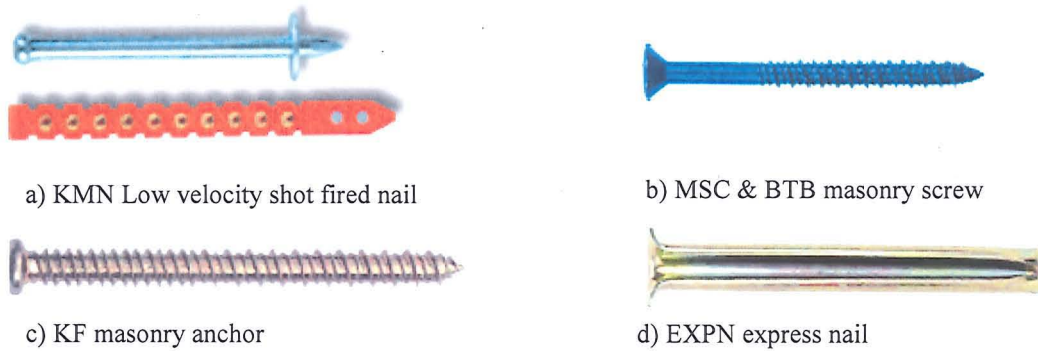 a) KMN Low velocity shot fired nail
b) MSC & BTB masonry screw
c) KF masonry anchor
d) EXPN express nail